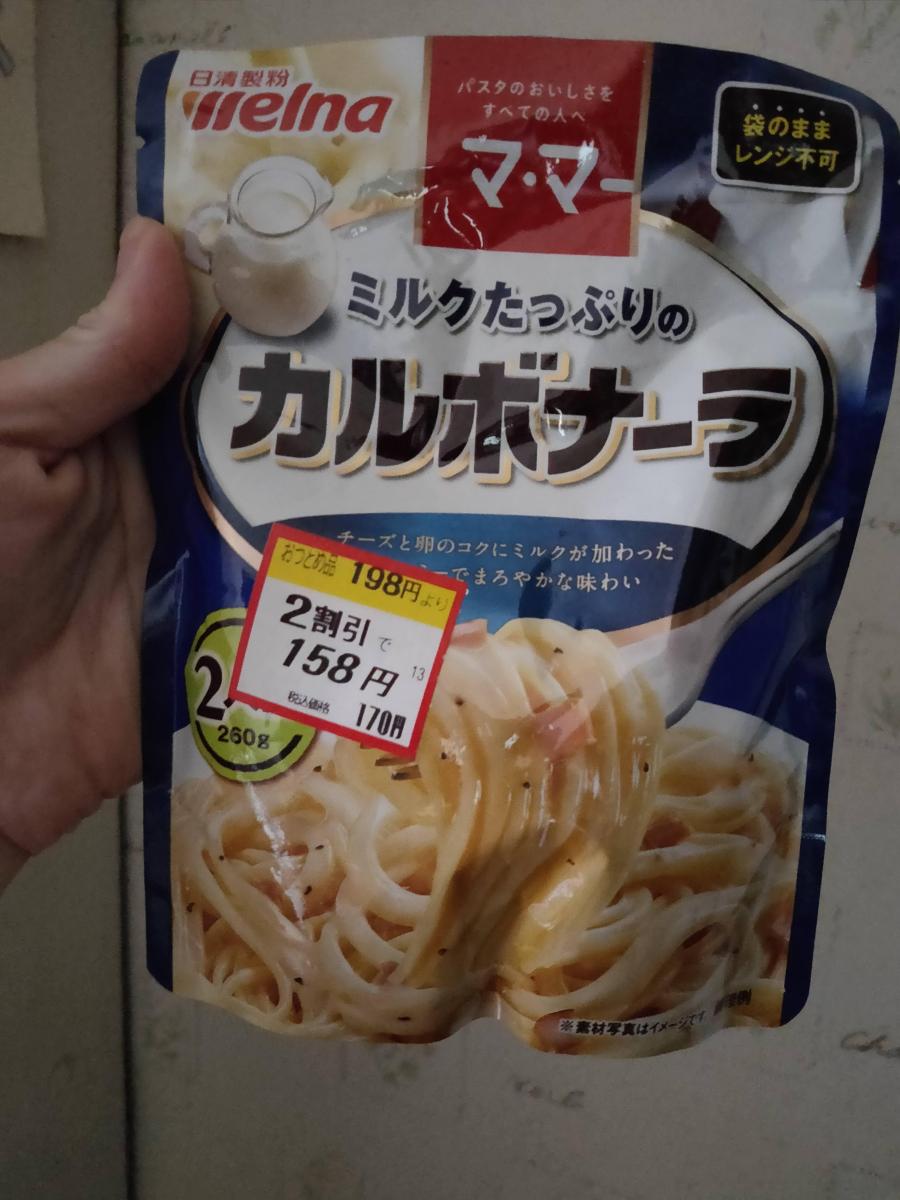 日清製粉
Welna
パスタのおいしさを
すべての人へ
マ・マー
袋のまま
レンジ不可
ミルクたっぷりの
カルボナーラ
チーズと卵のコクにミルクが加わった
でまろやかな味わい
おつとめ品 198円より
2割引で
158円 13
税込価格 170円
2
260g
※素材写真はイメージです